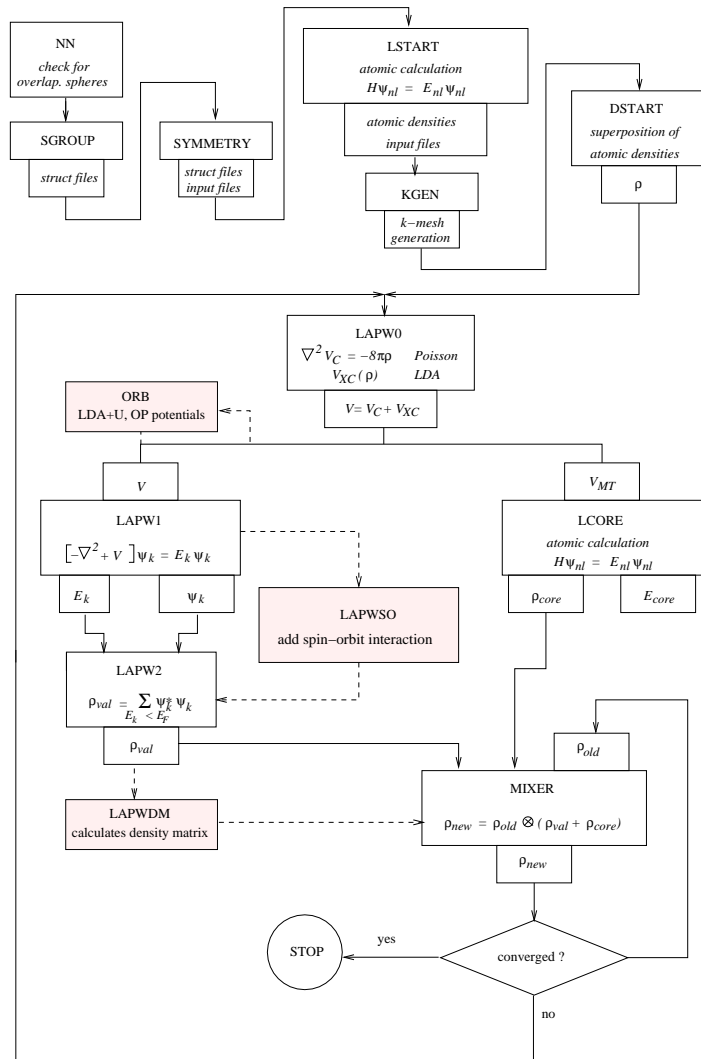 NN
check for
overlap. spheres
SGROUP
struct files
SYMMETRY
struct files
input files
LSTART
atomic calculation
Hψnl = Enl ψnl
atomic densities
input files
KGEN
k−mesh
generation
DSTART
superposition of
atomic densities
ρ
LAPW0
∇² VC = −8πρ Poisson
VXC(ρ) LDA
V= VC + VXC
ORB
LDA+U, OP potentials
V
VMT
LAPW1
[−∇² + V ]ψk = Ek ψk
Ek
ψk
LCORE
atomic calculation
Hψnl = Enl ψnl
ρcore
Ecore
LAPWSO
add spin−orbit interaction
LAPW2
ρval = Σ ψk* ψk
Ek < EF
ρval
ρold
LAPWDM
calculates density matrix
MIXER
ρnew = ρold ⊗ (ρval + ρcore)
ρnew
STOP
yes
converged ?
no